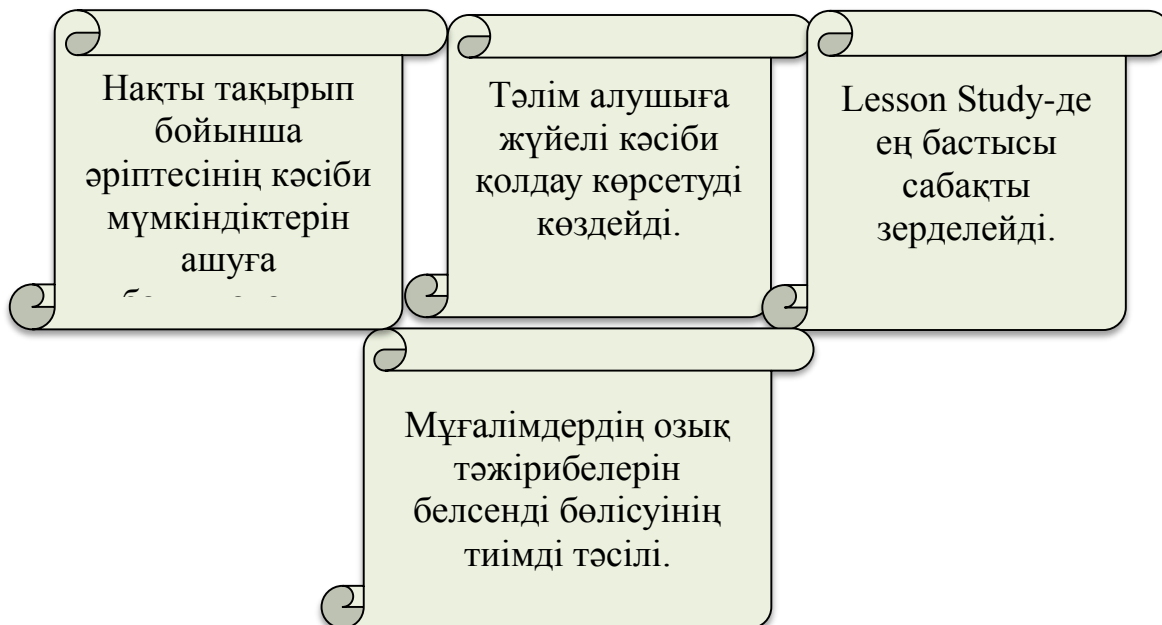 Нақты тақырып
бойынша
әріптесінің кәсіби
мүмкіндіктерін
ашуға
Тәлім алушыға
жүйелі кәсіби
қолдау көрсетуді
көздейді.
Lesson Study-де
ең бастысы
сабақты
зерделейді.
Мұғалімдердің озық
тәжірибелерін
белсенді бөлісуінің
тиімді тәсілі.